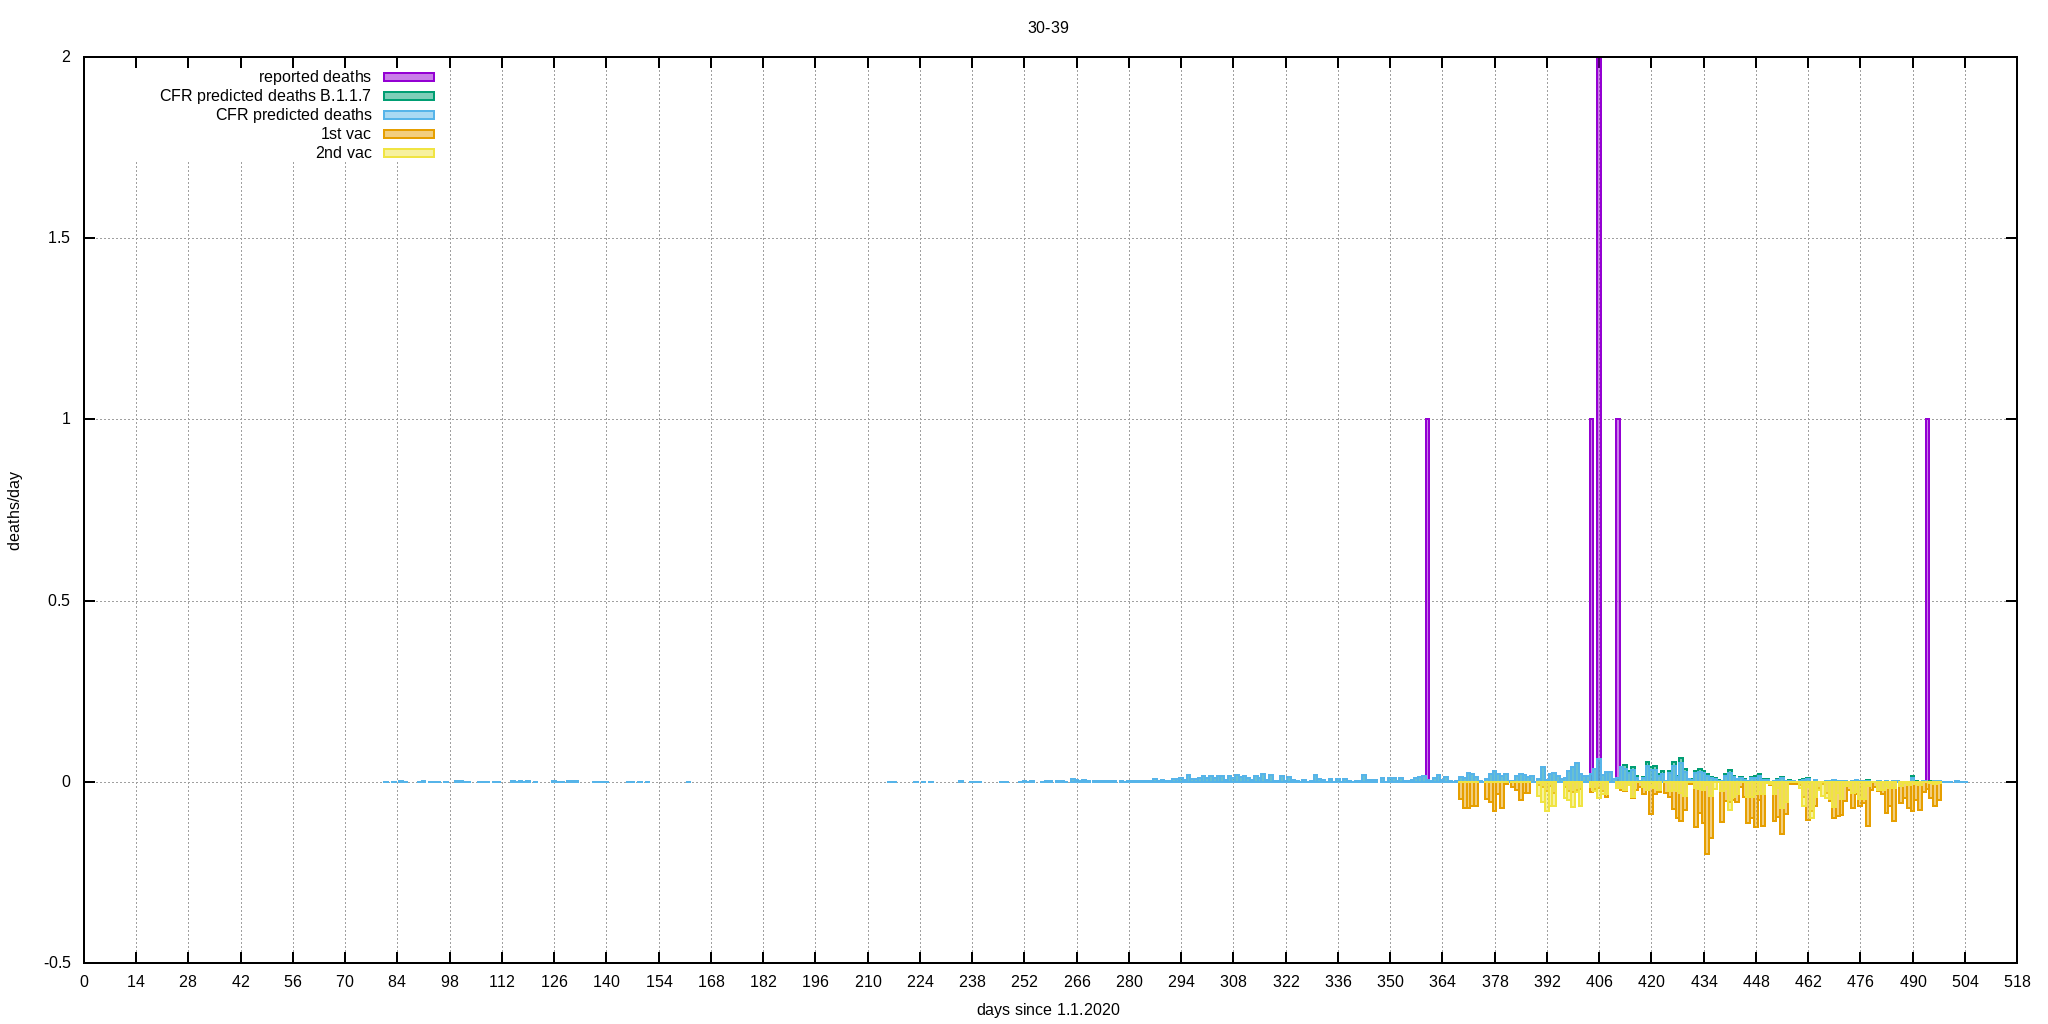 30-39
reported deaths
CFR predicted deaths B.1.1.7
CFR predicted deaths
1st vac
2nd vac
2
1.5
1
0.5
0
-0.5
deaths/day
0 14 28 42 56 70 84 98 112 126 140 154 168 182 196 210 224 238 252 266 280 294 308 322 336 350 364 378 392 406 420 434 448 462 476 490 504 518
days since 1.1.2020